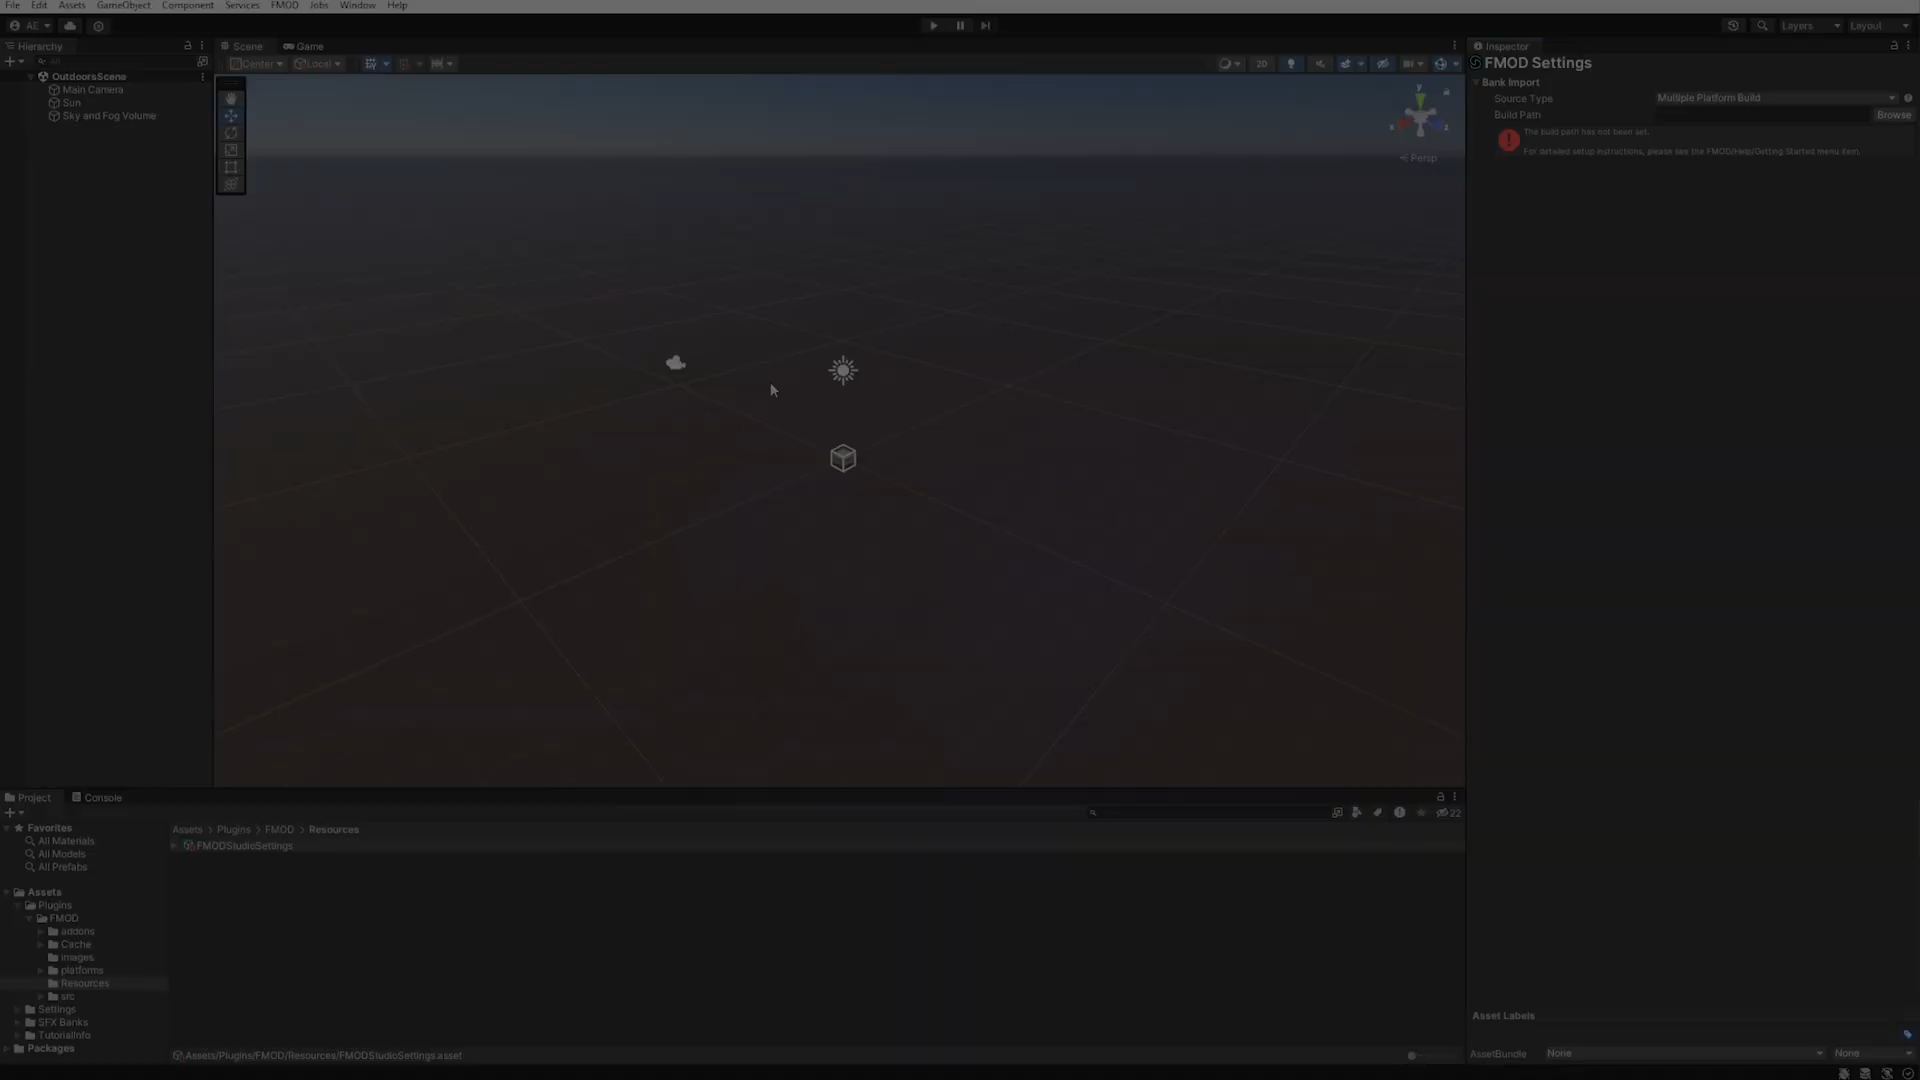 File Edit Assets GameObject Component Services FMOD Jobs Window Help
AE Layers Layout
Hierarchy
All
OutdoorsScene
Main Camera
Sun
Sky and Fog Volume
Scene Game
Center Local 2D
y
x z
Persp
Inspector
FMOD Settings
Bank Import
Source Type Multiple Platform Build
Build Path Browse
The build path has not been set.
For detailed setup instructions, please see the FMOD/Help/Getting Started menu item.
Project Console
22
Favorites
All Materials
All Models
All Prefabs
Assets
Plugins
FMOD
addons
Cache
images
platforms
Resources
src
Settings
SFX Banks
TutorialInfo
Packages
Assets > Plugins > FMOD > Resources
FMODStudioSettings
Assets/Plugins/FMOD/Resources/FMODStudioSettings.asset
Asset Labels
AssetBundle None None